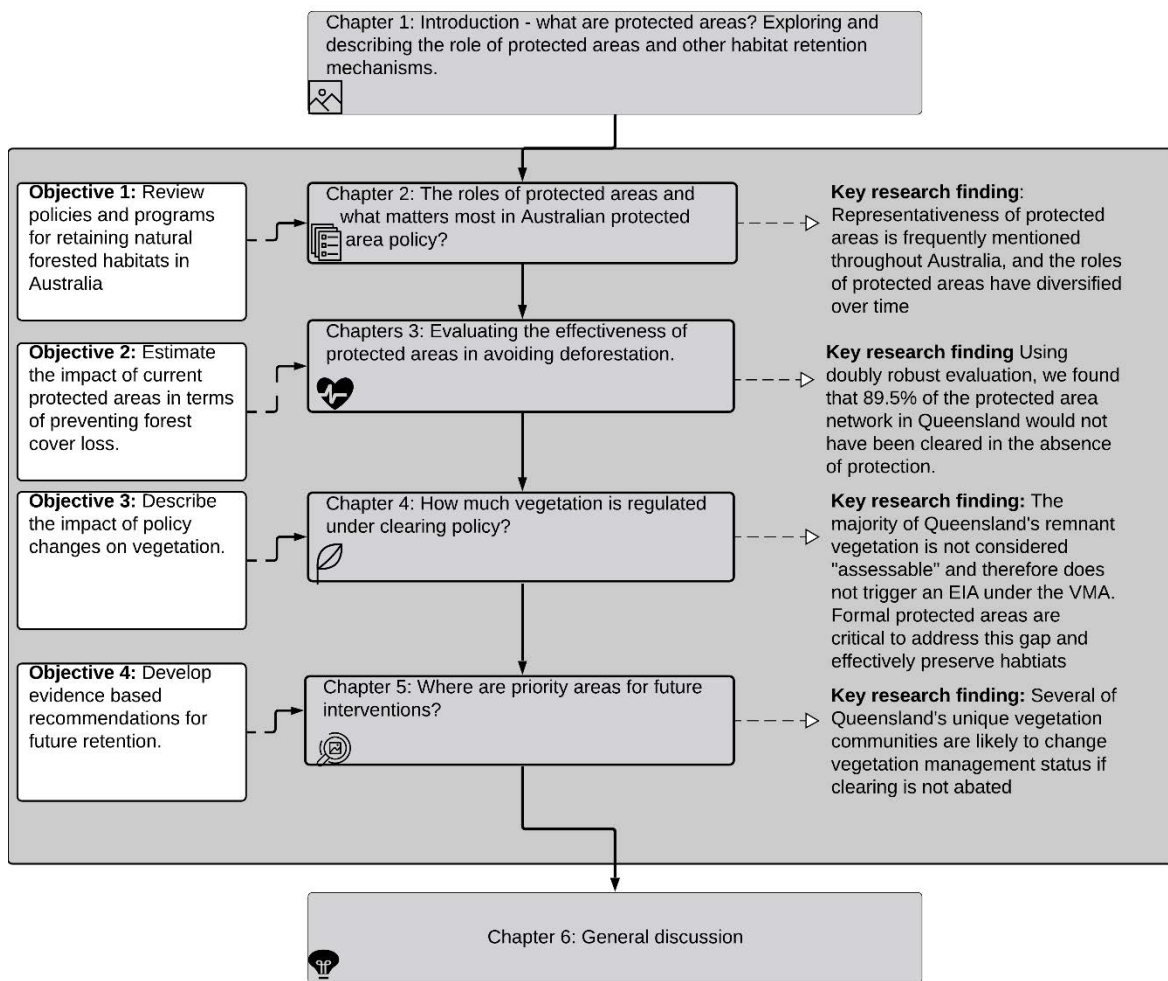 Chapter 1: Introduction - what are protected areas? Exploring and
describing the role of protected areas and other habitat retention
mechanisms.
Objective 1: Review
policies and programs
for retaining natural
forested habitats in
Australia
Chapter 2: The roles of protected areas and
what matters most in Australian protected
area policy?
Key research finding:
Representativeness of protected
areas is frequently mentioned
throughout Australia, and the roles
of protected areas have diversified
over time
Objective 2: Estimate
the impact of current
protected areas in terms
of preventing forest
cover loss.
Chapters 3: Evaluating the effectiveness of
protected areas in avoiding deforestation.
Key research finding Using
doubly robust evaluation, we found
that 89.5% of the protected area
network in Queensland would not
have been cleared in the absence
of protection.
Objective 3: Describe
the impact of policy
changes on vegetation.
Chapter 4: How much vegetation is regulated
under clearing policy?
Key research finding: The
majority of Queensland's remnant
vegetation is not considered
"assessable" and therefore does
not trigger an EIA under the VMA.
Formal protected areas are
critical to address this gap and
effectively preserve habtiats
Objective 4: Develop
evidence based
recommendations for
future retention.
Chapter 5: Where are priority areas for future
interventions?
Key research finding: Several of
Queensland's unique vegetation
communities are likely to change
vegetation management status if
clearing is not abated
Chapter 6: General discussion